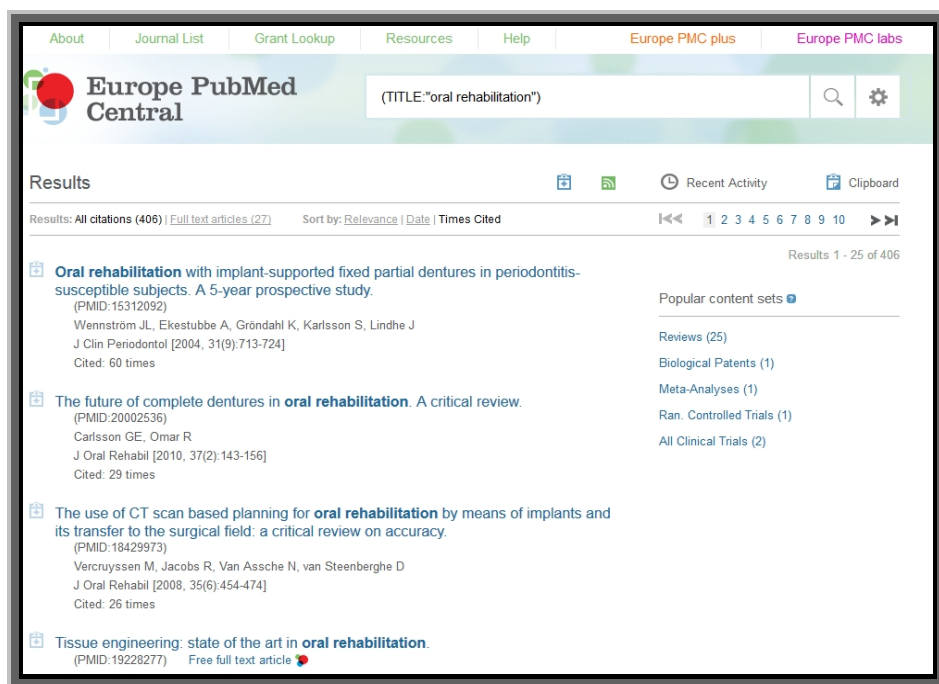 About Journal List Grant Lookup Resources Help Europe PMC plus Europe PMC labs
Europe PubMed
Central
(TITLE:"oral rehabilitation")
Results Recent Activity Clipboard
Results: All citations (406) | Full text articles (27) Sort by: Relevance | Date | Times Cited 1 2 3 4 5 6 7 8 9 10
Results 1 - 25 of 406
Oral rehabilitation with implant-supported fixed partial dentures in periodontitis-
susceptible subjects. A 5-year prospective study.
(PMID:15312092)
Wennström JL, Ekestubbe A, Gröndahl K, Karlsson S, Lindhe J
J Clin Periodontol [2004, 31(9):713-724]
Cited: 60 times
The future of complete dentures in oral rehabilitation. A critical review.
(PMID:20002536)
Carlsson GE, Omar R
J Oral Rehabil [2010, 37(2):143-156]
Cited: 29 times
The use of CT scan based planning for oral rehabilitation by means of implants and
its transfer to the surgical field: a critical review on accuracy.
(PMID:18429973)
Vercruyssen M, Jacobs R, Van Assche N, van Steenberghe D
J Oral Rehabil [2008, 35(6):454-474]
Cited: 26 times
Tissue engineering: state of the art in oral rehabilitation.
(PMID:19228277) Free full text article
Popular content sets ?
Reviews (25)
Biological Patents (1)
Meta-Analyses (1)
Ran. Controlled Trials (1)
All Clinical Trials (2)